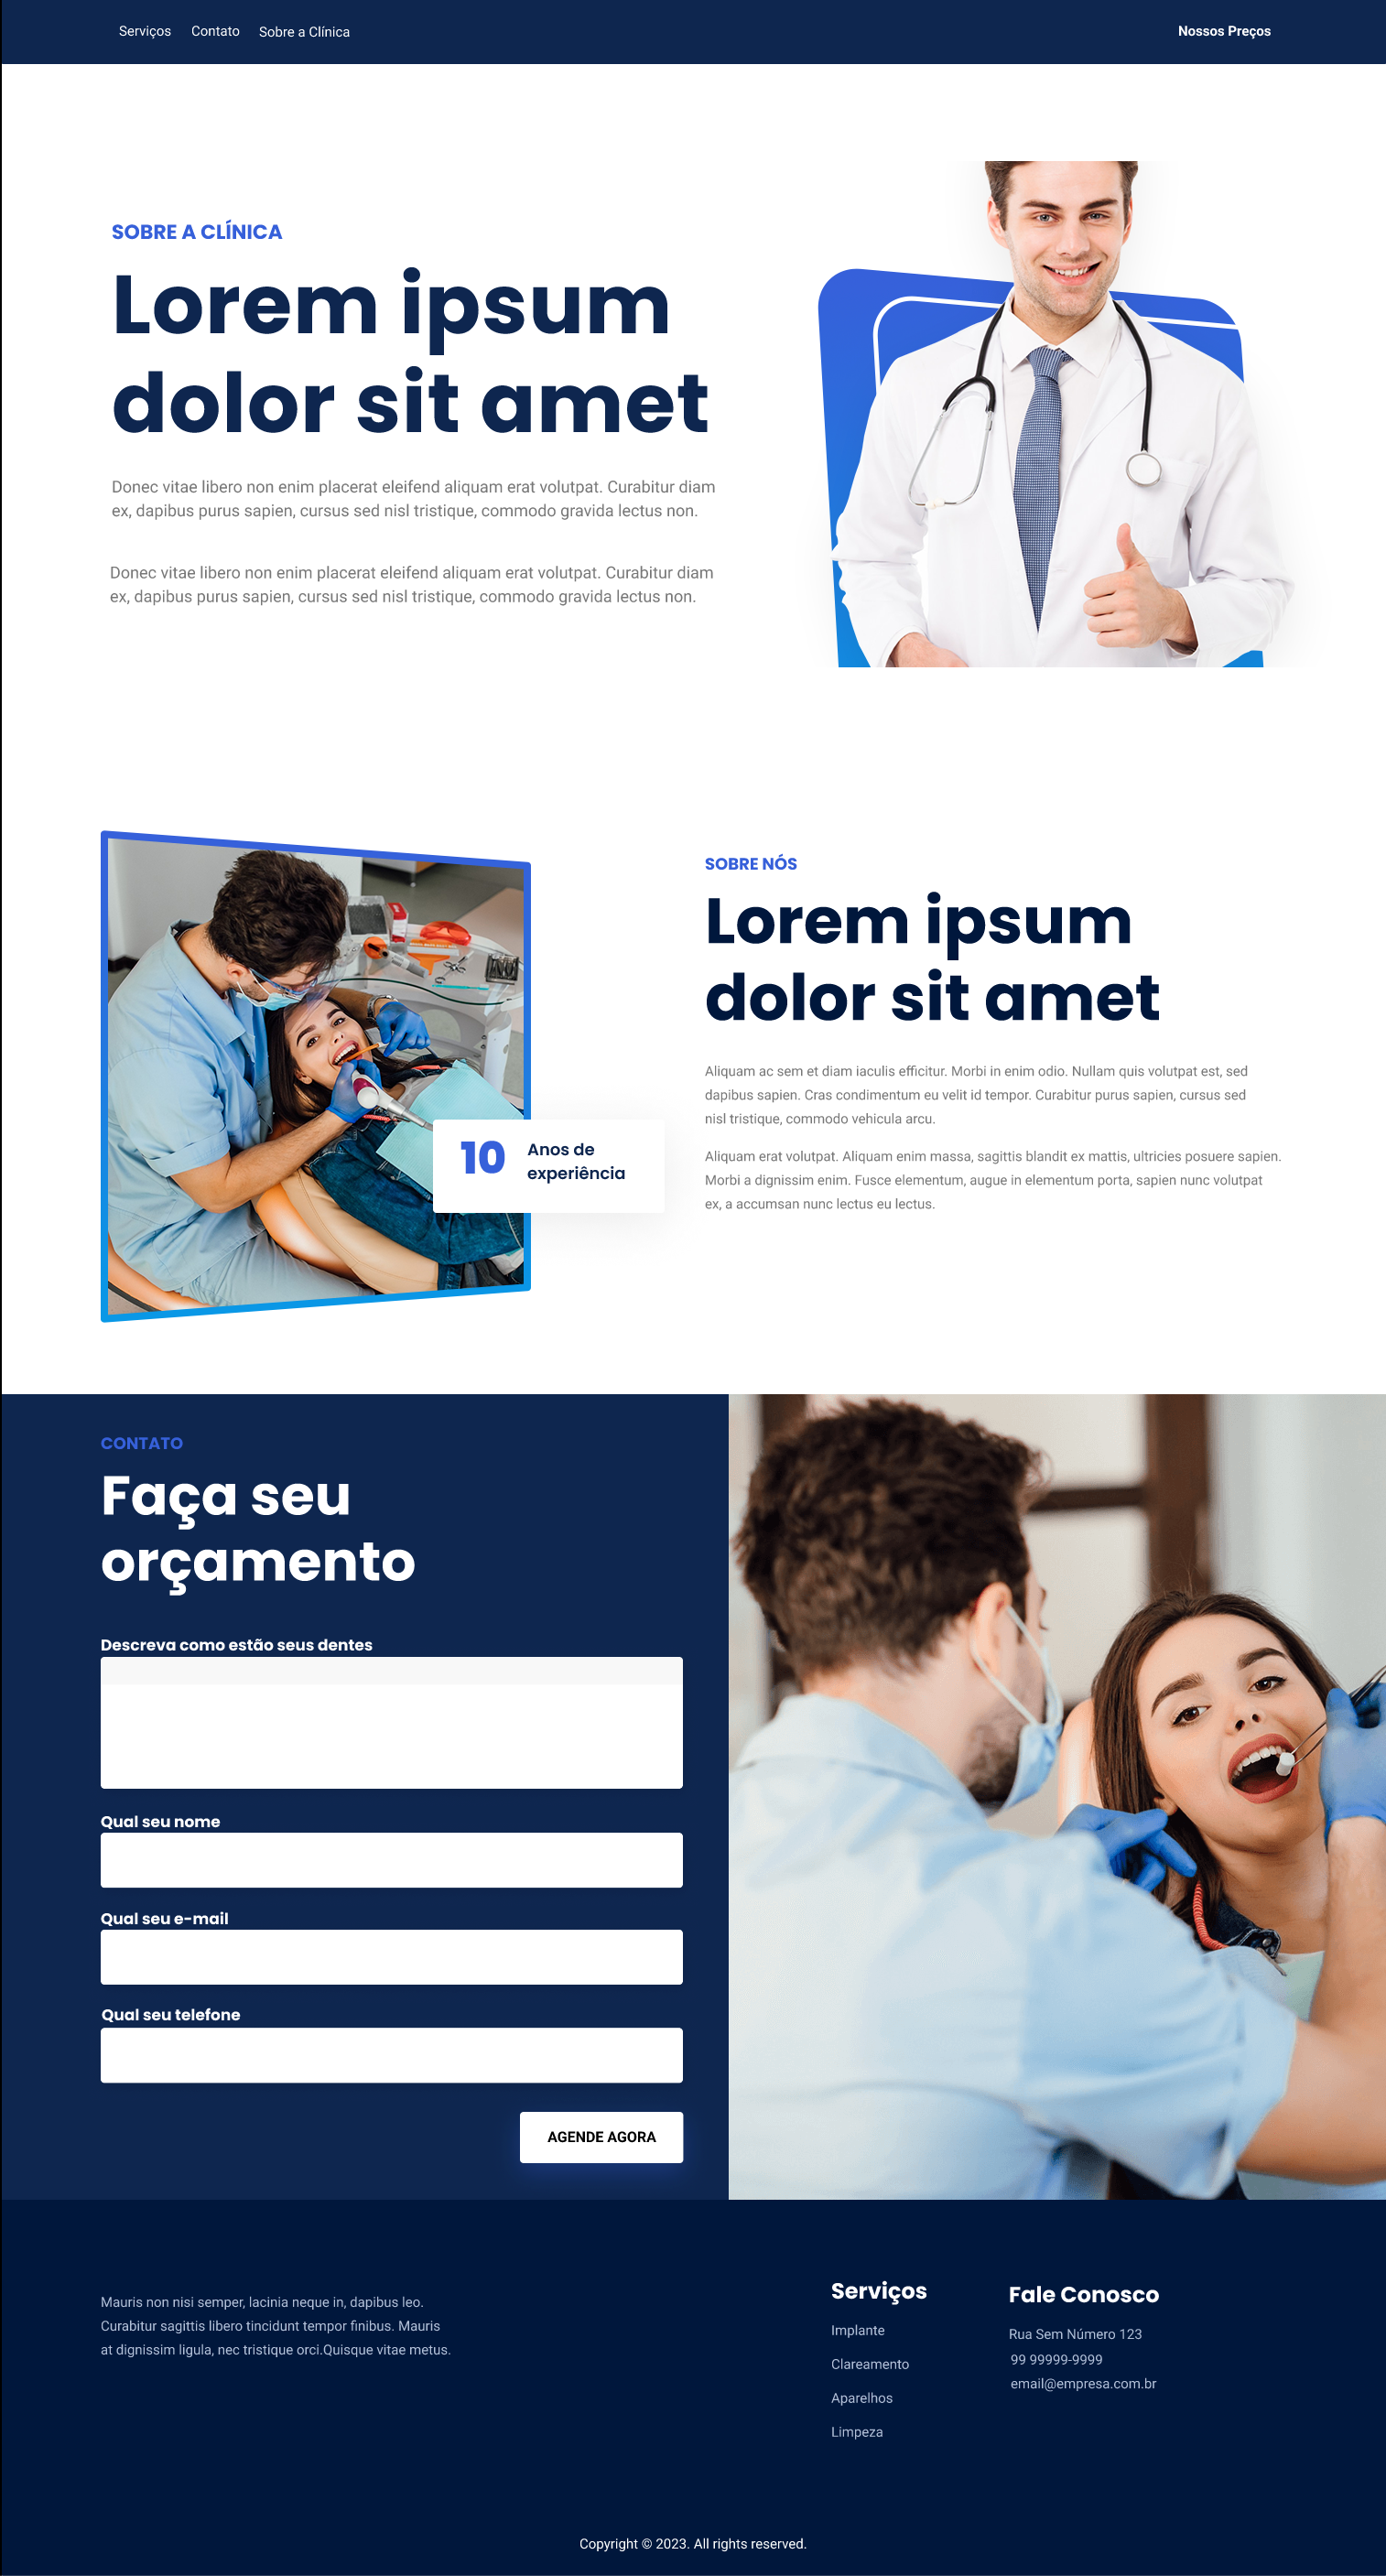 Serviços Contato Sobre a Clínica Nossos Preços
SOBRE A CLÍNICA
Lorem ipsum
dolor sit amet
Donec vitae libero non enim placerat eleifend aliquam erat volutpat. Curabitur diam
ex, dapibus purus sapien, cursus sed nisl tristique, commodo gravida lectus non.
Donec vitae libero non enim placerat eleifend aliquam erat volutpat. Curabitur diam
ex, dapibus purus sapien, cursus sed nisl tristique, commodo gravida lectus non.
10 Anos de
experiência
SOBRE NÓS
Lorem ipsum
dolor sit amet
Aliquam ac sem et diam iaculis efficitur. Morbi in enim odio. Nullam quis volutpat est, sed
dapibus sapien. Cras condimentum eu velit id tempor. Curabitur purus sapien, cursus sed
nisl tristique, commodo vehicula arcu.
Aliquam erat volutpat. Aliquam enim massa, sagittis blandit ex mattis, ultricies posuere sapien.
Morbi a dignissim enim. Fusce elementum, augue in elementum porta, sapien nunc volutpat
ex, a accumsan nunc lectus eu lectus.
CONTATO
Faça seu
orçamento
Descreva como estão seus dentes
Qual seu nome
Qual seu e-mail
Qual seu telefone
AGENDE AGORA
Mauris non nisi semper, lacinia neque in, dapibus leo.
Curabitur sagittis libero tincidunt tempor finibus. Mauris
at dignissim ligula, nec tristique orci.Quisque vitae metus.
Serviços
Implante
Clareamento
Aparelhos
Limpeza
Fale Conosco
Rua Sem Número 123
99 99999-9999
email@empresa.com.br
Copyright © 2023. All rights reserved.